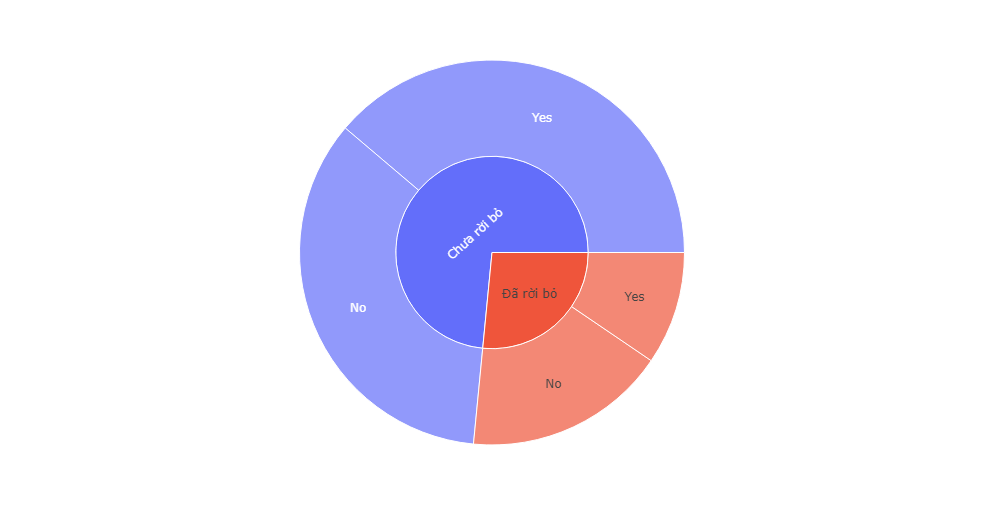 Yes
Chưa rời bỏ
Đã rời bỏ
Yes
No
No